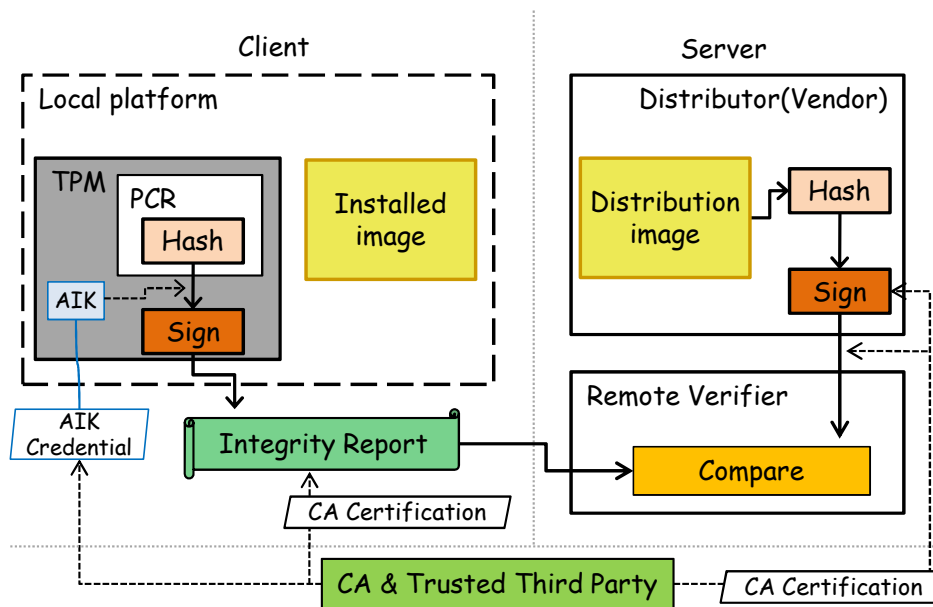 Client
Server
Local platform
Distributor(Vendor)
TPM
PCR
Hash
Installed
image
Distribution
image
Hash
AIK
Sign
Sign
AIK
Credential
Integrity Report
Remote Verifier
Compare
CA Certification
CA & Trusted Third Party
CA Certification